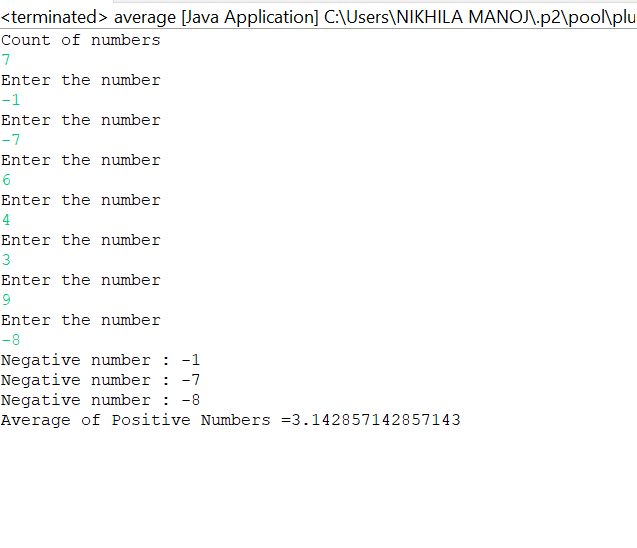 <terminated> average [Java Application] C:\Users\NIKHILA MANOJ\.p2\pool\plu
Count of numbers
7
Enter the number
-1
Enter the number
-7
Enter the number
6
Enter the number
4
Enter the number
3
Enter the number
9
Enter the number
-8
Negative number : -1
Negative number : -7
Negative number : -8
Average of Positive Numbers =3.142857142857143